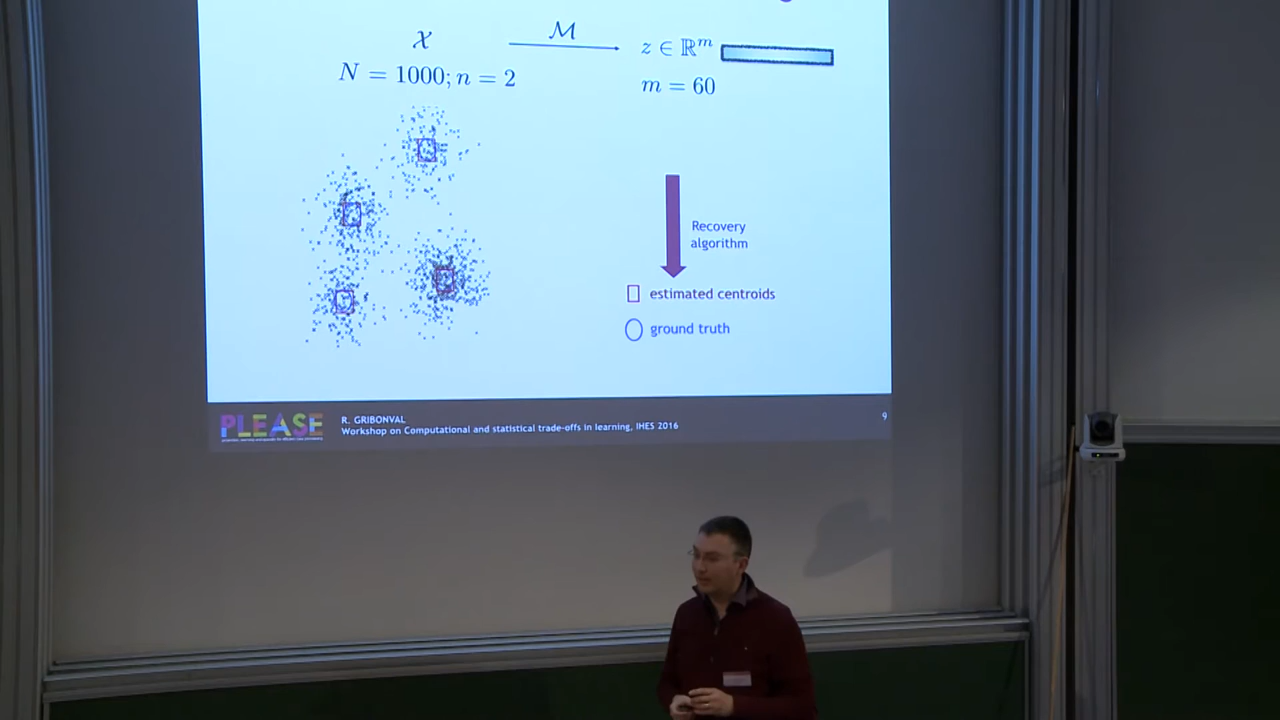 𝒳
ℳ
z ∈ ℝᵐ
N = 1000; n = 2
m = 60
Recovery
algorithm
estimated centroids
ground truth
PLEASE
R. GRIBONVAL
Workshop on Computational and statistical trade-offs in learning, IHES 2016
9